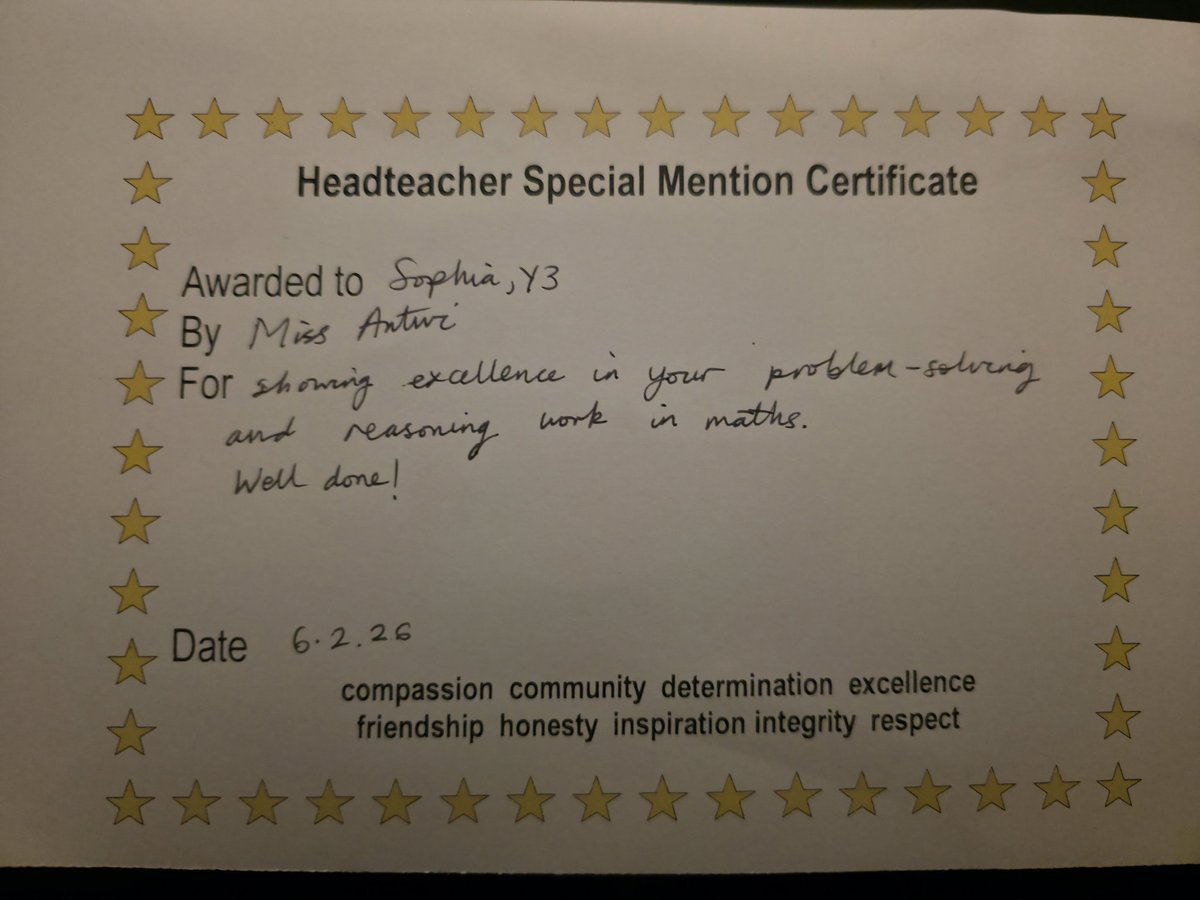 Headteacher Special Mention Certificate
Awarded to Sophia, Y3
By Miss Antwi
For showing excellence in your problem-solving
and reasoning work in maths.
Well done!
Date 6.2.26
compassion community determination excellence
friendship honesty inspiration integrity respect